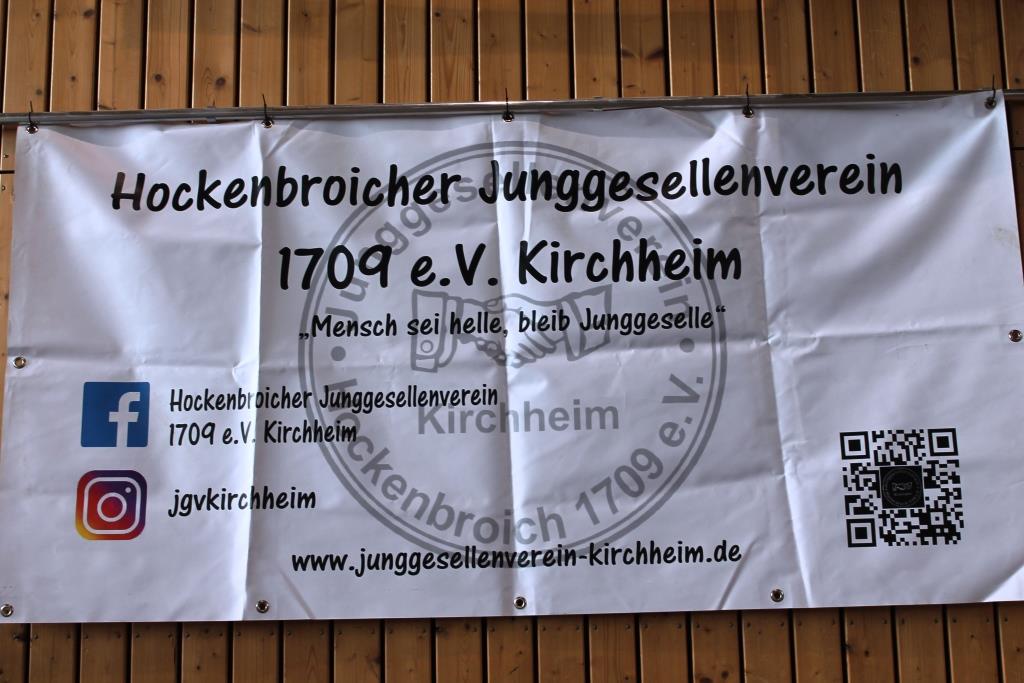 Hockenbroicher Junggesellenverein
1709 e.V. Kirchheim
„Mensch sei helle, bleib Junggeselle“
Hockenbroicher Junggesellenverein
1709 e.V. Kirchheim
jgvkirchheim
www.junggesellenverein-kirchheim.de
· Junggesellenverein ·
Kirchheim
Hockenbroich 1709 e.V.